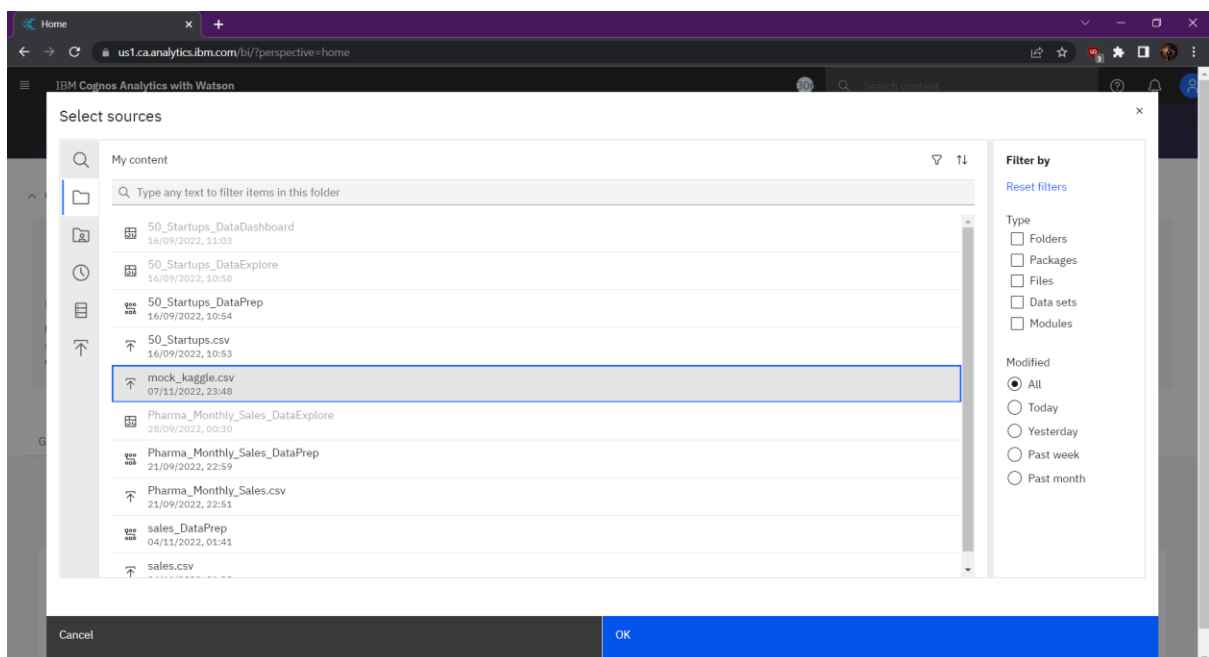 Home
us1.ca.analytics.ibm.com/bi/?perspective=home
3
IBM Cognos Analytics with Watson
Search content
Select sources
My content
Type any text to filter items in this folder
50_Startups_DataDashboard
16/09/2022, 11:03
50_Startups_DataExplore
16/09/2022, 10:58
50_Startups_DataPrep
16/09/2022, 10:54
50_Startups.csv
16/09/2022, 10:53
mock_kaggle.csv
07/11/2022, 23:48
Pharma_Monthly_Sales_DataExplore
28/09/2022, 00:30
Pharma_Monthly_Sales_DataPrep
21/09/2022, 22:59
Pharma_Monthly_Sales.csv
21/09/2022, 22:51
sales_DataPrep
04/11/2022, 01:41
sales.csv
Filter by
Reset filters
Type
Folders
Packages
Files
Data sets
Modules
Modified
All
Today
Yesterday
Past week
Past month
Cancel
OK